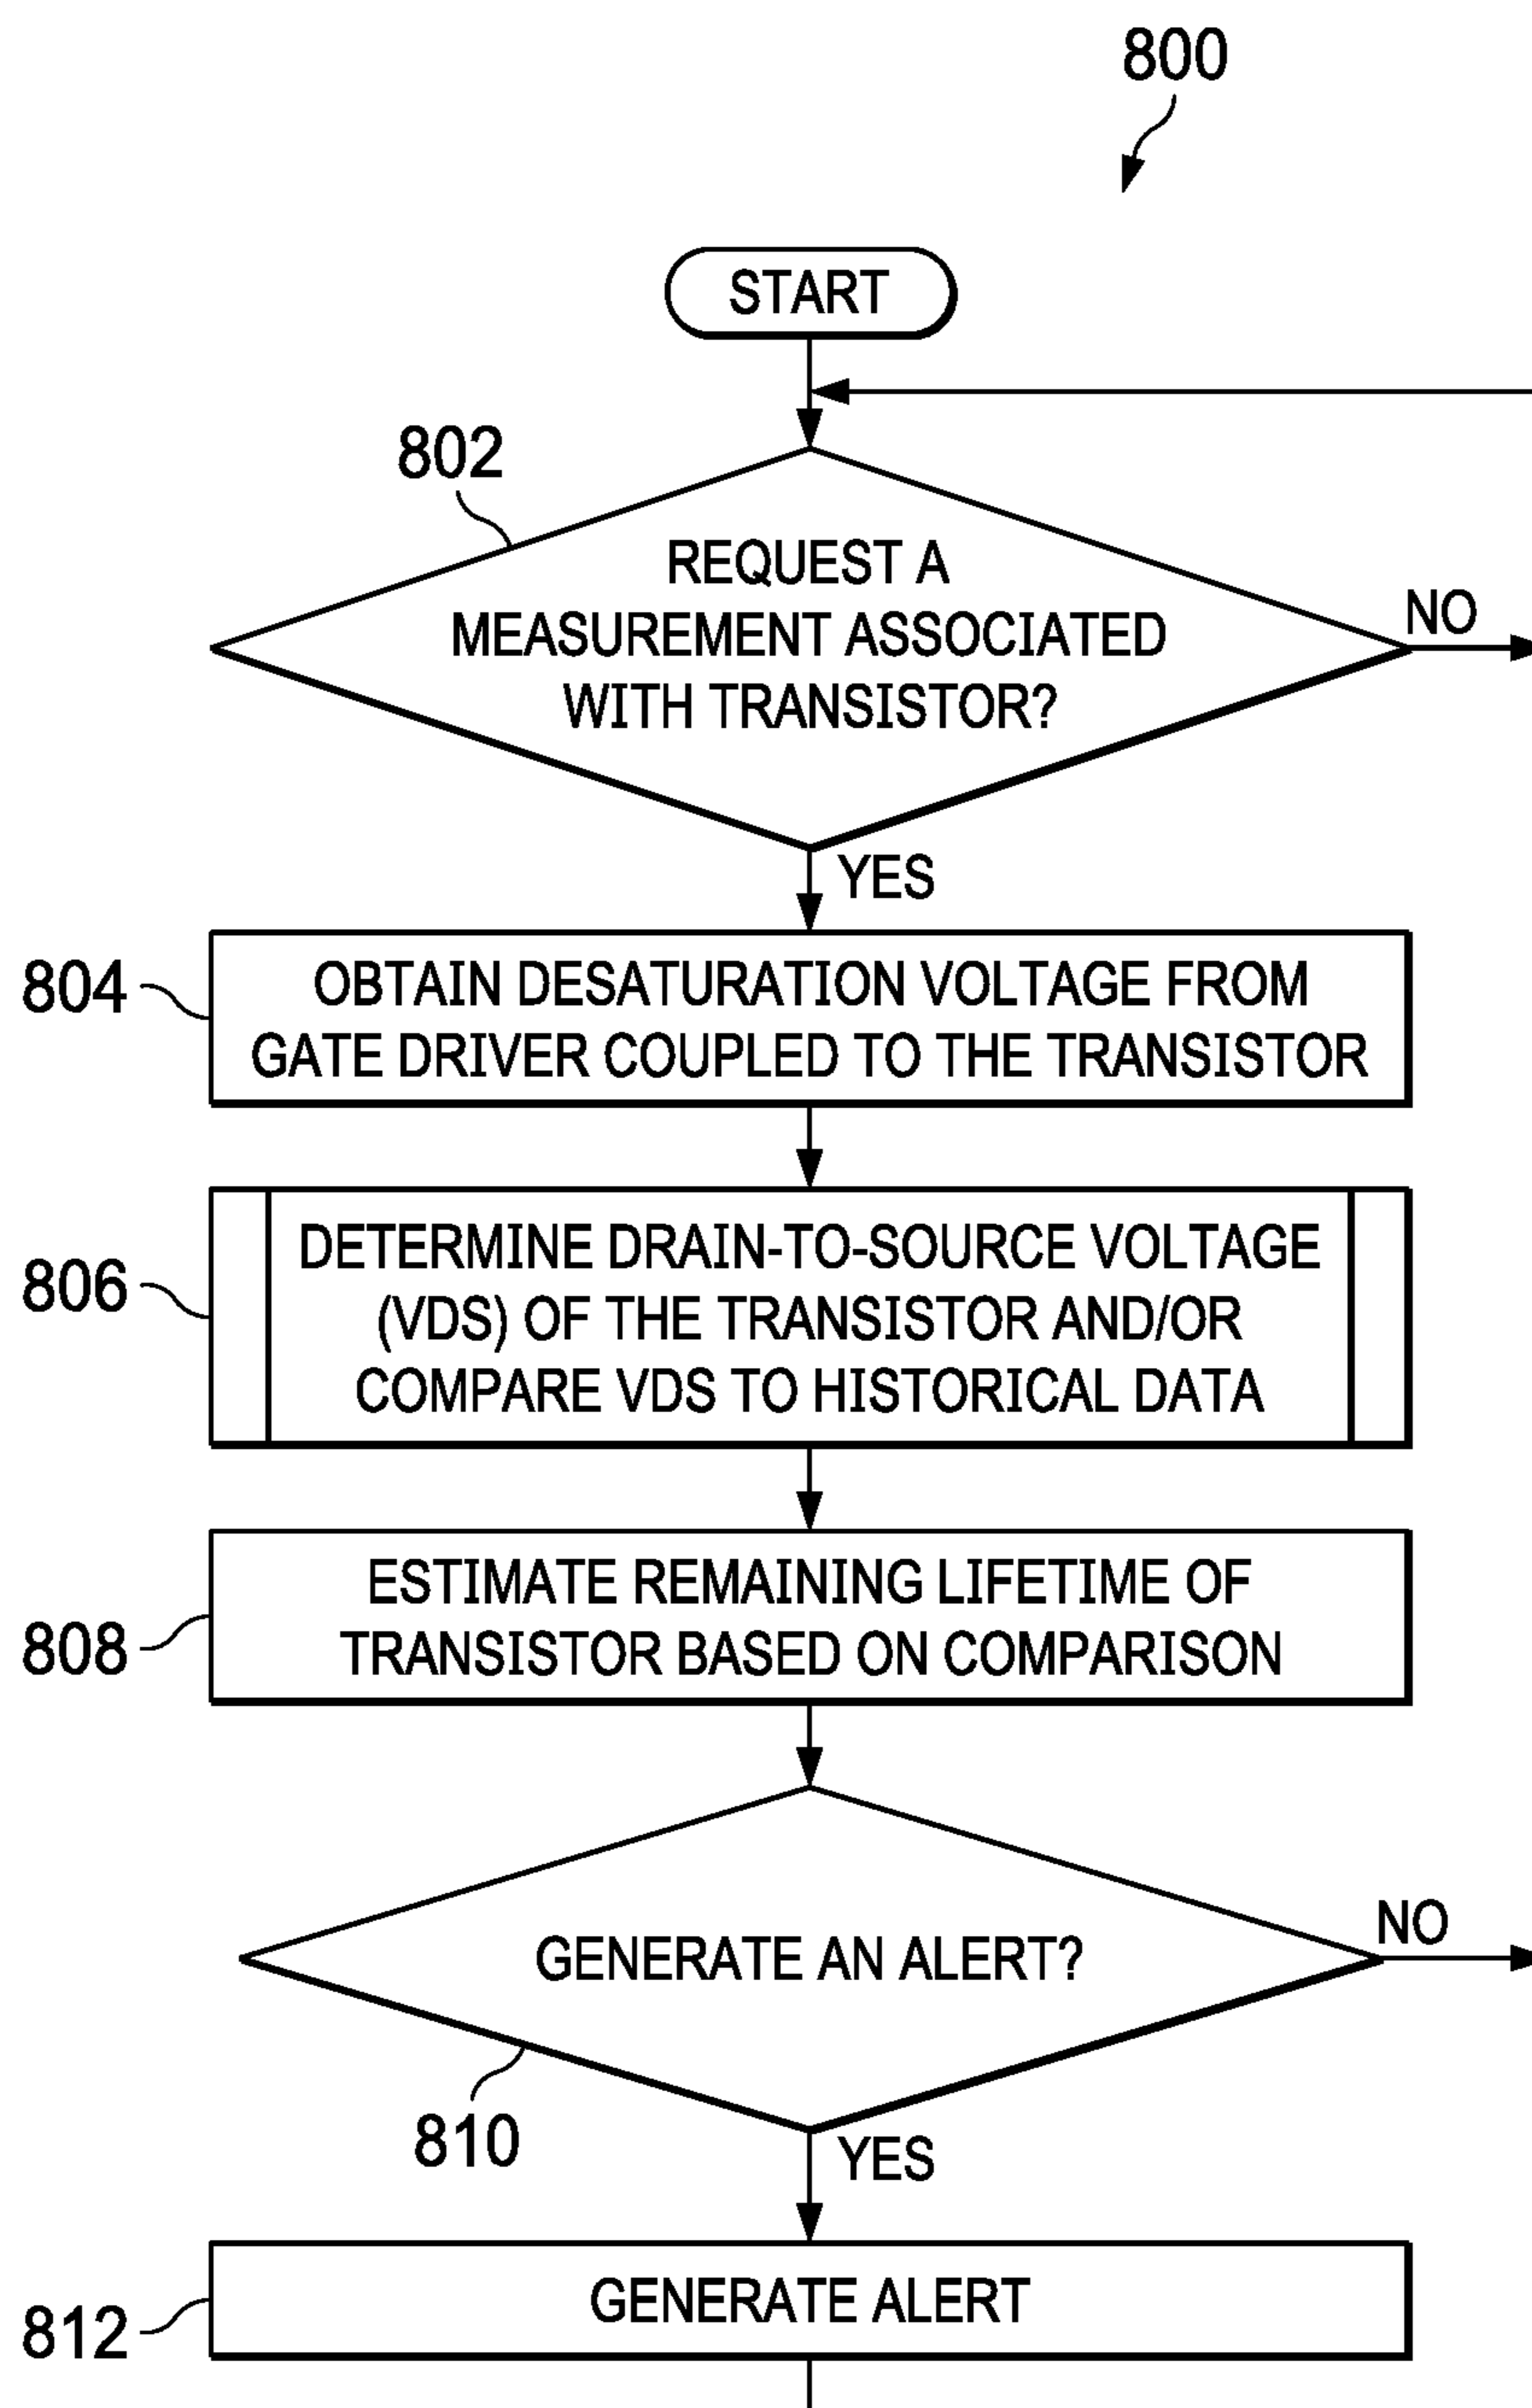 800
START
802
REQUEST A
MEASUREMENT ASSOCIATED
WITH TRANSISTOR?
NO
YES
804
OBTAIN DESATURATION VOLTAGE FROM
GATE DRIVER COUPLED TO THE TRANSISTOR
806
DETERMINE DRAIN-TO-SOURCE VOLTAGE
(VDS) OF THE TRANSISTOR AND/OR
COMPARE VDS TO HISTORICAL DATA
808
ESTIMATE REMAINING LIFETIME OF
TRANSISTOR BASED ON COMPARISON
GENERATE AN ALERT?
NO
810
YES
812
GENERATE ALERT